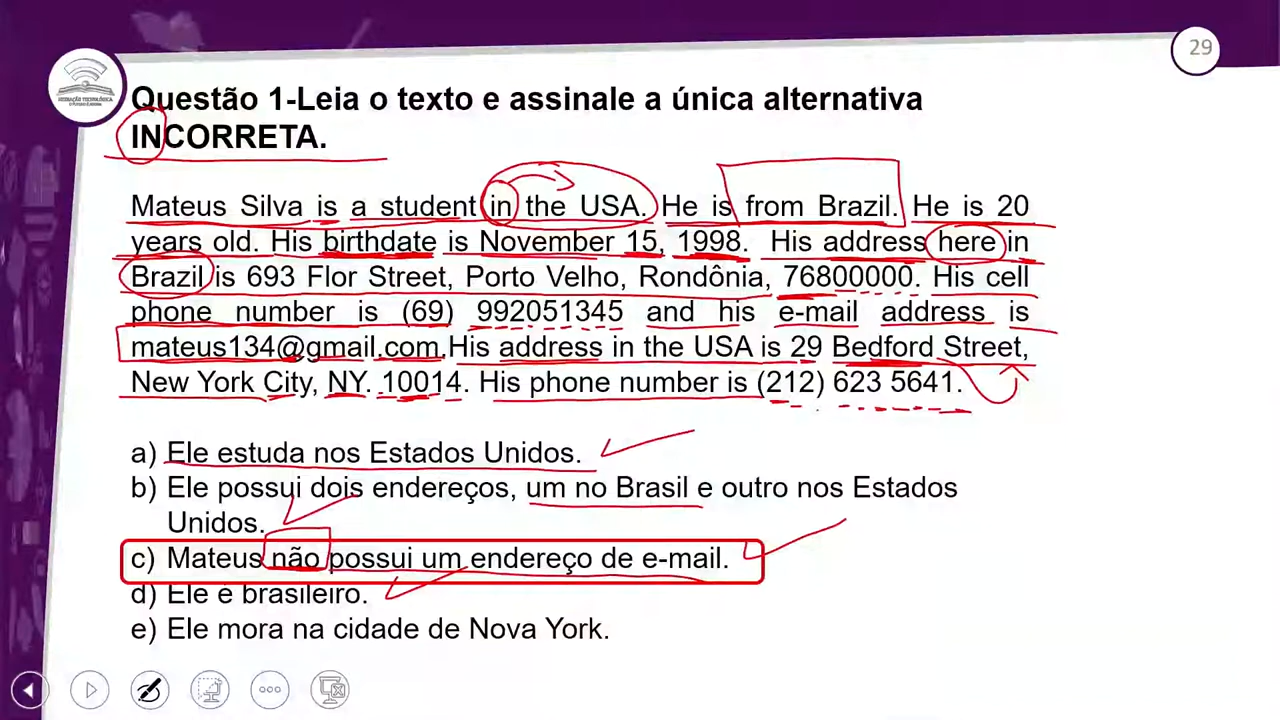 29
Questão 1-Leia o texto e assinale a única alternativa
INCORRETA.
Mateus Silva is a student in the USA. He is from Brazil. He is 20
years old. His birthdate is November 15, 1998. His address here in
Brazil is 693 Flor Street, Porto Velho, Rondônia, 76800000. His cell
phone number is (69) 992051345 and his e-mail address is
mateus134@gmail.com.His address in the USA is 29 Bedford Street,
New York City, NY. 10014. His phone number is (212) 623 5641.
a) Ele estuda nos Estados Unidos.
b) Ele possui dois endereços, um no Brasil e outro nos Estados
Unidos.
c) Mateus não possui um endereço de e-mail.
d) Ele é brasileiro.
e) Ele mora na cidade de Nova York.